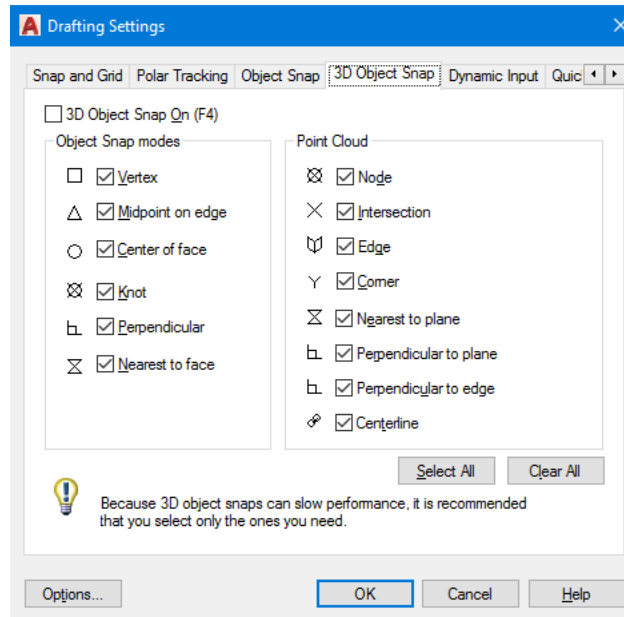 Drafting Settings
Snap and Grid Polar Tracking Object Snap 3D Object Snap Dynamic Input Quic
3D Object Snap On (F4)
Object Snap modes
Vertex
Midpoint on edge
Center of face
Knot
Perpendicular
Nearest to face
Point Cloud
Node
Intersection
Edge
Corner
Nearest to plane
Perpendicular to plane
Perpendicular to edge
Centerline
Select All Clear All
Because 3D object snaps can slow performance, it is recommended
that you select only the ones you need.
Options... OK Cancel Help